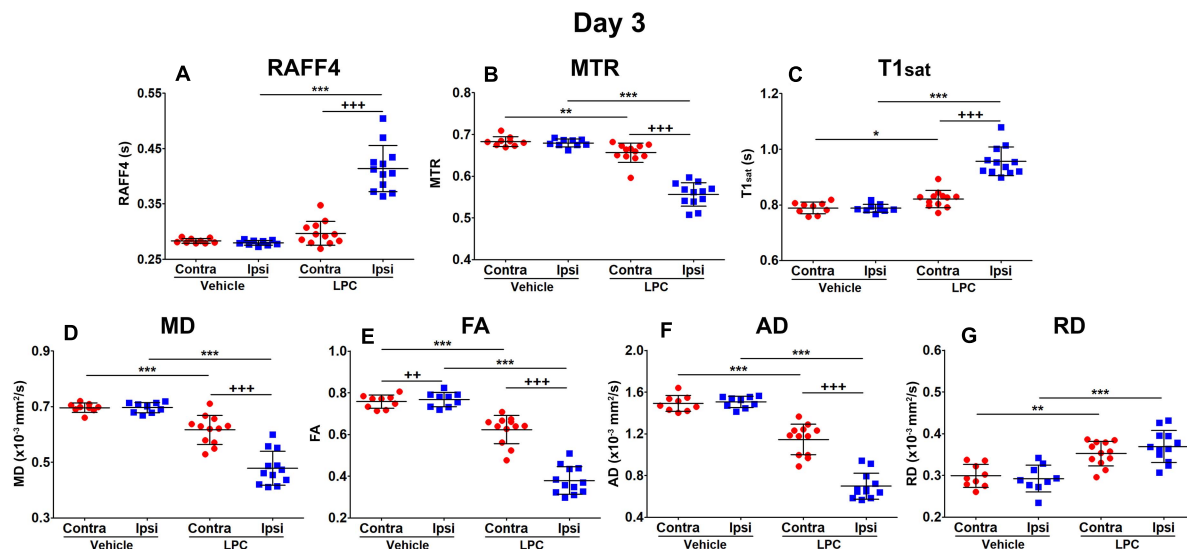 Day 3
A RAFF4
***
+++
0.55
0.45
0.35
0.25
RAFF4 (s)
Contra Ipsi Contra Ipsi
Vehicle LPC
B MTR
***
**
+++
0.8
0.7
0.6
0.5
0.4
MTR
Contra Ipsi Contra Ipsi
Vehicle LPC
C T1sat
***
+++
*
1.2
1.0
0.8
0.6
T1sat (s)
Contra Ipsi Contra Ipsi
Vehicle LPC
D MD
***
***
+++
0.9
0.7
0.5
0.3
MD (x10⁻³ mm²/s)
Contra Ipsi Contra Ipsi
Vehicle LPC
E FA
***
***
++
+++
1.0
0.8
0.6
0.4
0.2
FA
Contra Ipsi Contra Ipsi
Vehicle LPC
F AD
***
***
+++
2.0
1.6
1.2
0.8
0.4
AD (x10⁻³ mm²/s)
Contra Ipsi Contra Ipsi
Vehicle LPC
G RD
***
**
0.6
0.5
0.4
0.3
0.2
RD (x10⁻³ mm²/s)
Contra Ipsi Contra Ipsi
Vehicle LPC